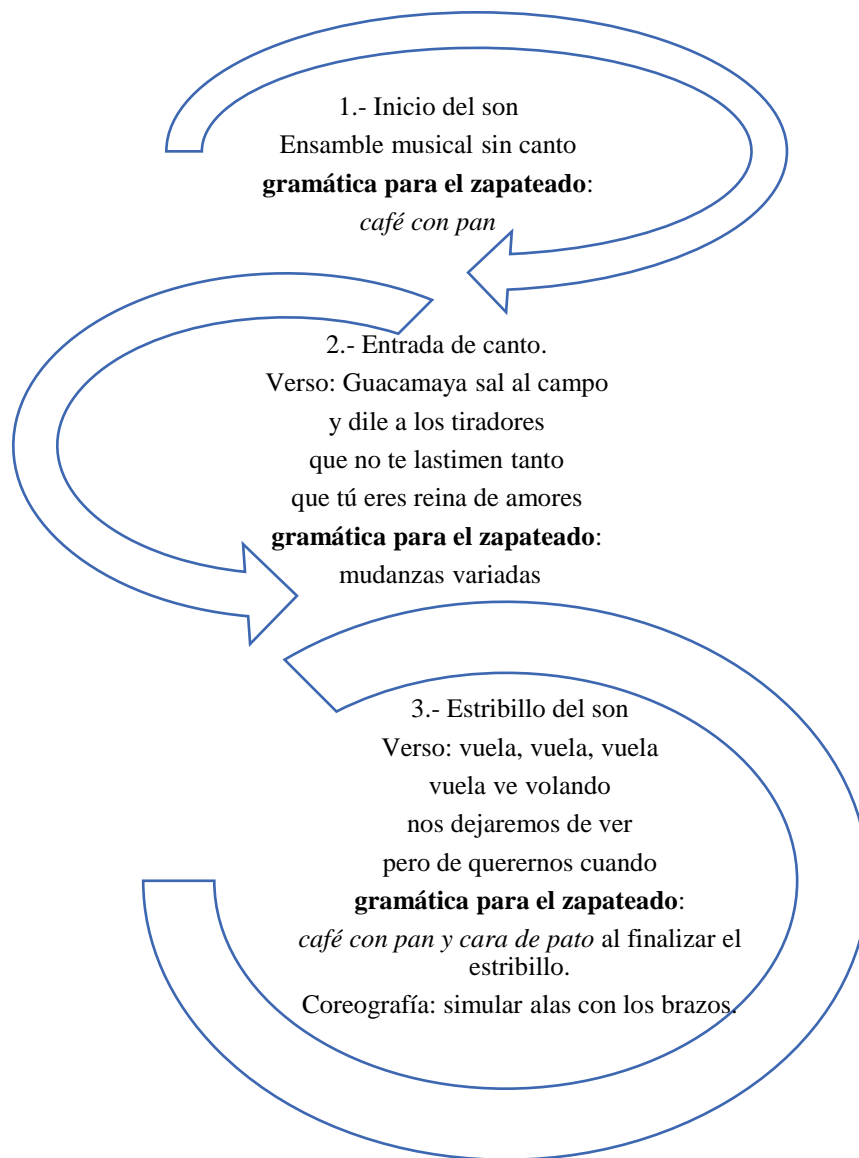 1.- Inicio del son
Ensamble musical sin canto
gramática para el zapateado:
café con pan
2.- Entrada de canto.
Verso: Guacamaya sal al campo
y dile a los tiradores
que no te lastimen tanto
que tú eres reina de amores
gramática para el zapateado:
mudanzas variadas
3.- Estribillo del son
Verso: vuela, vuela, vuela
vuela ve volando
nos dejaremos de ver
pero de querernos cuando
gramática para el zapateado:
café con pan y cara de pato al finalizar el
estribillo.
Coreografía: simular alas con los brazos.